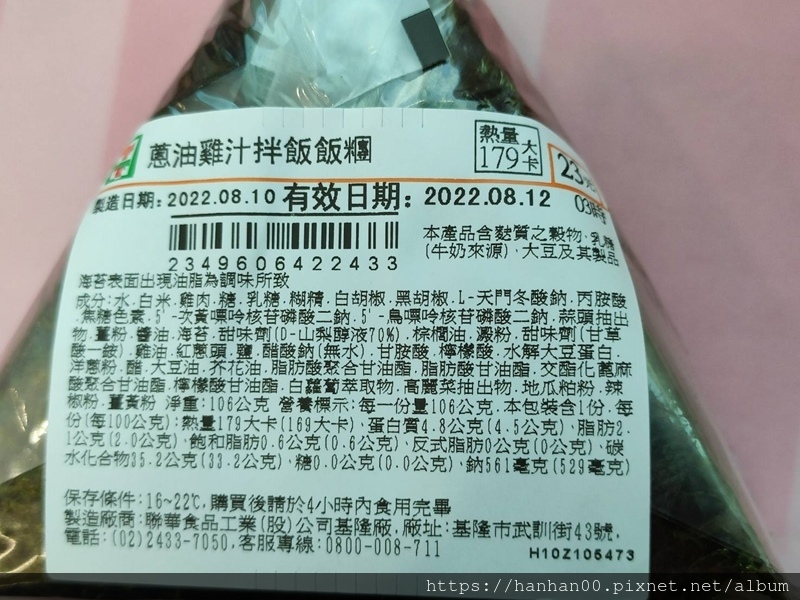 蔥油雞汁拌飯飯糰
熱量 大
179 卡
23元
製造日期: 2022.08.10 有效日期: 2022.08.12 03時
本產品含麩質之穀物.乳糖
(牛奶來源).大豆及其製品
2349606422433
海苔表面出現油脂為調味所致
成分:水.白米.雞肉.糖.乳糖.糊精.白胡椒.黑胡椒.L-天門冬酸鈉.丙胺酸
.焦糖色素.5'-次黃嘌呤核苷磷酸二鈉.5'-鳥嘌呤核苷磷酸二鈉.蒜頭抽出
物.薑粉.醬油.海苔.甜味劑(D-山梨醇液70%).棕櫚油.澱粉.甜味劑(甘草
酸一銨).雞油.紅蔥頭.鹽.醋酸鈉(無水).甘胺酸.檸檬酸.水解大豆蛋白.
洋蔥粉.醋.大豆油.芥花油.脂肪酸聚合甘油酯.脂肪酸甘油酯.交酯化蓖麻
酸聚合甘油酯.檸檬酸甘油酯.白蘿蔔萃取物.高麗菜抽出物.地瓜粕粉.辣
椒粉.薑黃粉 淨重:106公克 營養標示:每一份量106公克.本包裝含1份.每
份(每100公克):熱量179大卡(169大卡).蛋白質4.8公克(4.5公克).脂肪2.
1公克(2.0公克).飽和脂肪0.6公克(0.6公克).反式脂肪0公克(0公克).碳
水化合物35.2公克(33.2公克).糖0.0公克(0.0公克).鈉561毫克(529毫克)
保存條件:16~22℃,購買後請於4小時內食用完畢
製造廠商:聯華食品工業(股)公司基隆廠.廠址:基隆市武訓街43號.
電話:(02)2433-7050.客服專線:0800-008-711
H10Z105473
https://hanhan00.pixnet.net/album